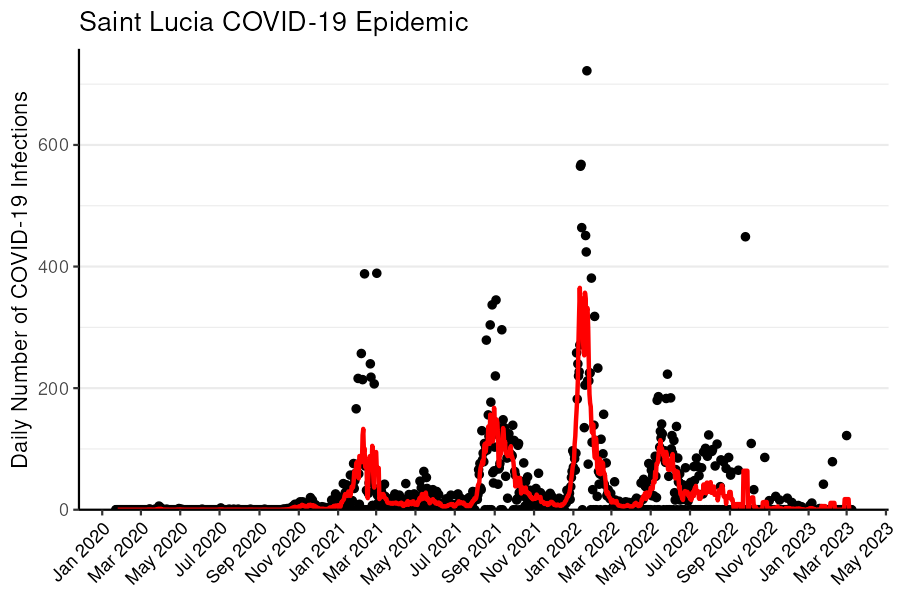 Saint Lucia COVID-19 Epidemic
Daily Number of COVID-19 Infections
600
400
200
0
Jan 2020
Mar 2020
May 2020
Jul 2020
Sep 2020
Nov 2020
Jan 2021
Mar 2021
May 2021
Jul 2021
Sep 2021
Nov 2021
Jan 2022
Mar 2022
May 2022
Jul 2022
Sep 2022
Nov 2022
Jan 2023
Mar 2023
May 2023